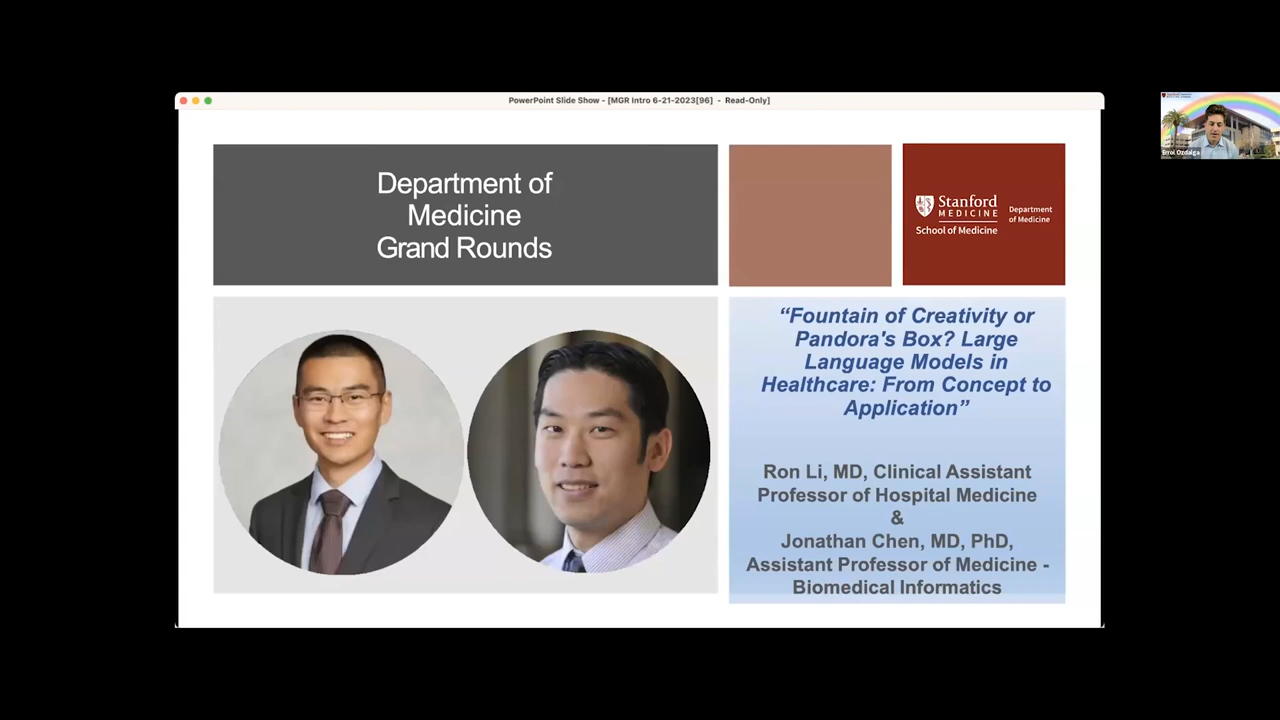 PowerPoint Slide Show - [MGR Intro 6-21-2023[96] - Read-Only]
Department of
Medicine
Grand Rounds
Stanford
MEDICINE
School of Medicine
Department
of Medicine
“Fountain of Creativity or
Pandora's Box? Large
Language Models in
Healthcare: From Concept to
Application”
Ron Li, MD, Clinical Assistant
Professor of Hospital Medicine
&
Jonathan Chen, MD, PhD,
Assistant Professor of Medicine -
Biomedical Informatics
Errol Ozdalga